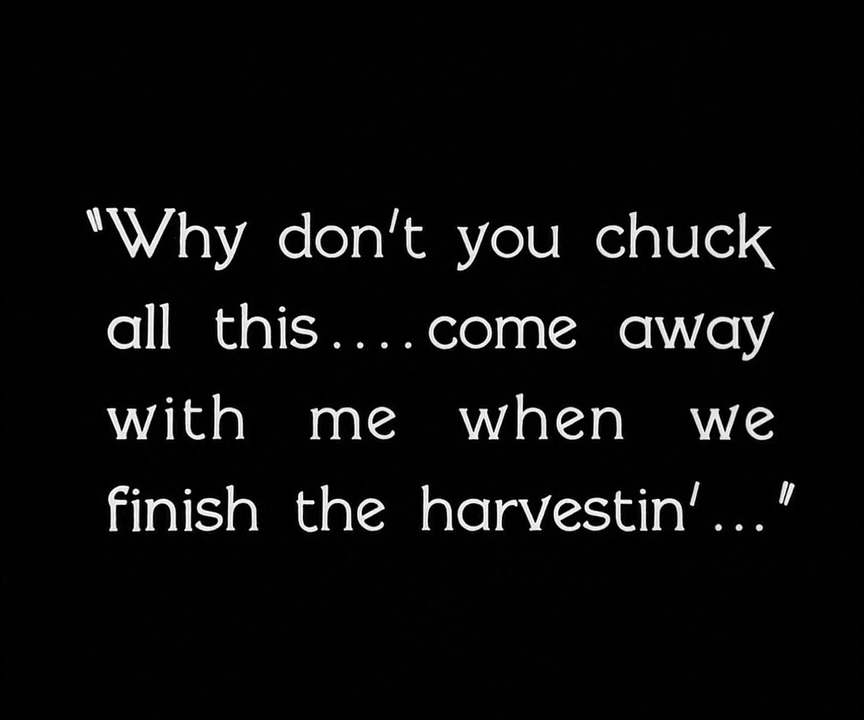 "Why don't you chuck
all this....come away
with me when we
finish the harvestin'..."